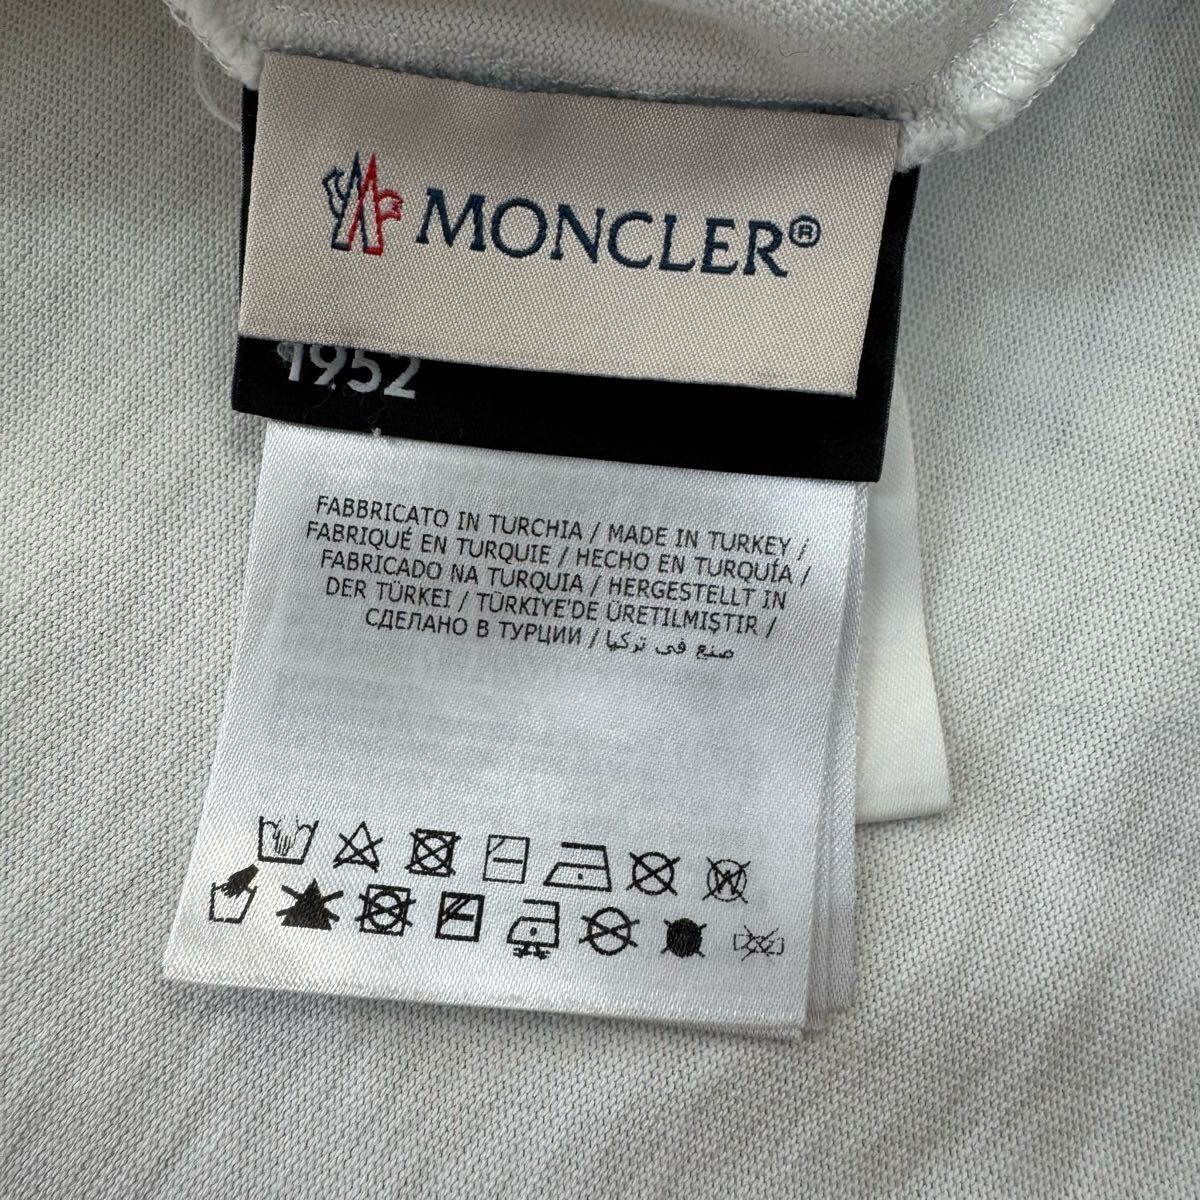 MONCLER®
1952
FABBRICATO IN TURCHIA / MADE IN TURKEY /
FABRIQUÉ EN TURQUIE / HECHO EN TURQUÍA /
FABRICADO NA TURQUIA / HERGESTELLT IN
DER TÜRKEI / TÜRKIYE'DE ÜRETILMIŞTIR /
СДЕЛАНО В ТУРЦИИ / صنع في تركيا
W